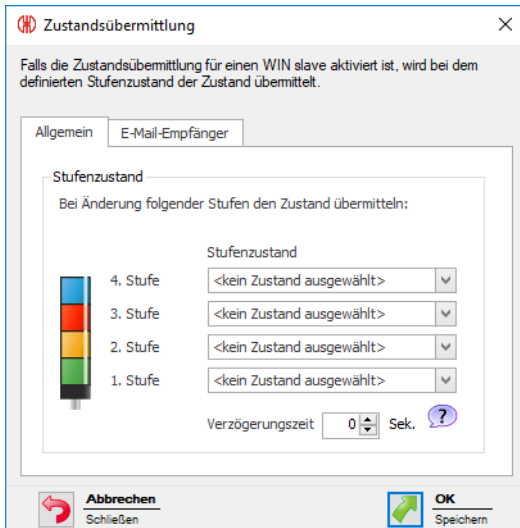 Zustandsübermittlung
Falls die Zustandsübermittlung für einen WIN slave aktiviert ist, wird bei dem
definierten Stufenzustand der Zustand übermittelt.
Allgemein E-Mail-Empfänger
Stufenzustand
Bei Änderung folgender Stufen den Zustand übermitteln:
Stufenzustand
4. Stufe <kein Zustand ausgewählt>
3. Stufe <kein Zustand ausgewählt>
2. Stufe <kein Zustand ausgewählt>
1. Stufe <kein Zustand ausgewählt>
Verzögerungszeit 0 Sek. ?
Abbrechen OK
Schließen Speichern